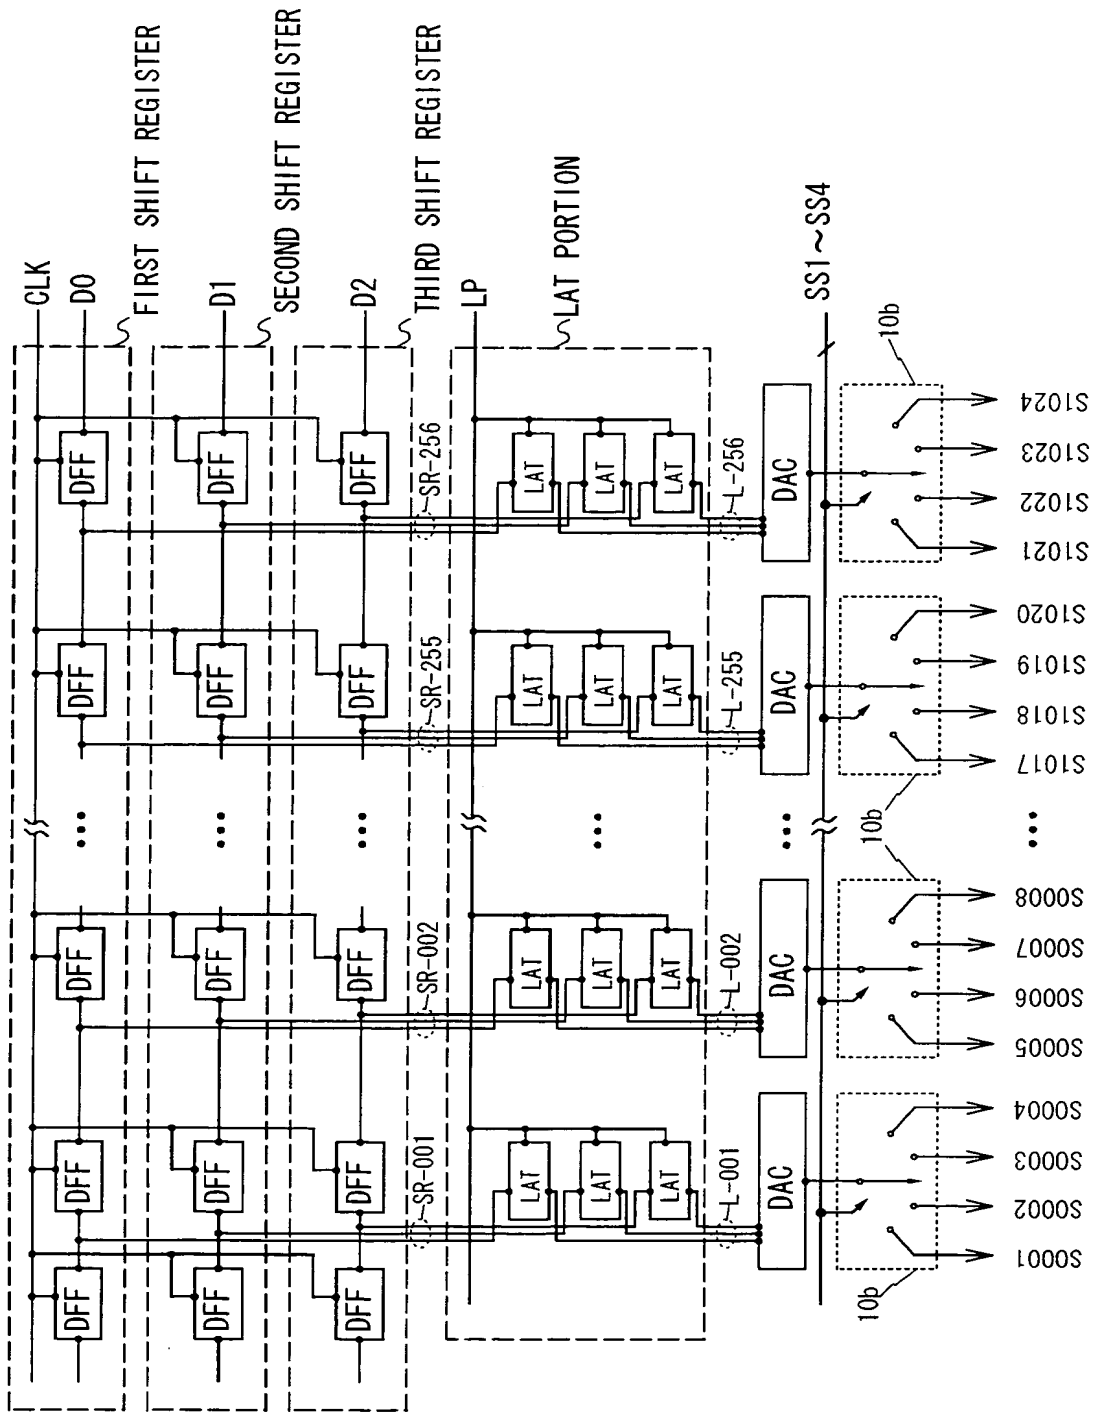 CLK
D0
FIRST SHIFT REGISTER
D1
SECOND SHIFT REGISTER
D2
THIRD SHIFT REGISTER
LP
LAT PORTION
SS1～SS4
DFF DFF DFF ... DFF DFF
DFF DFF DFF ... DFF DFF
DFF DFF DFF ... DFF DFF
SR-001 SR-002 SR-255 SR-256
LAT LAT ... LAT LAT
LAT LAT LAT LAT
LAT LAT LAT LAT
L-001 L-002 L-255 L-256
DAC DAC ... DAC DAC
10b 10b 10b 10b
S0001 S0002 S0003 S0004 S0005 S0006 S0007 S0008 ... S1017 S1018 S1019 S1020 S1021 S1022 S1023 S1024